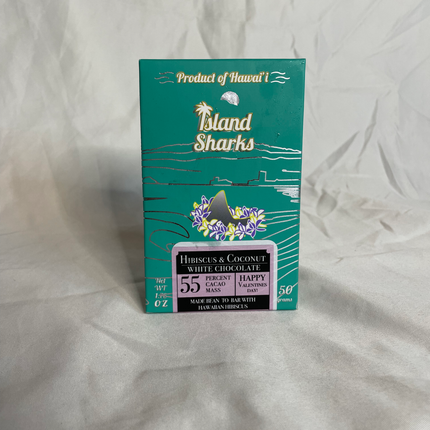 Product of Hawai'i
Island
Sharks
HIBISCUS & COCONUT
WHITE CHOCOLATE
55 PERCENT CACAO MASS
HAPPY VALENTINES DAY!
MADE BEAN TO BAR WITH
HAWAIIAN HIBISCUS
Net
WT
OZ
50
grams